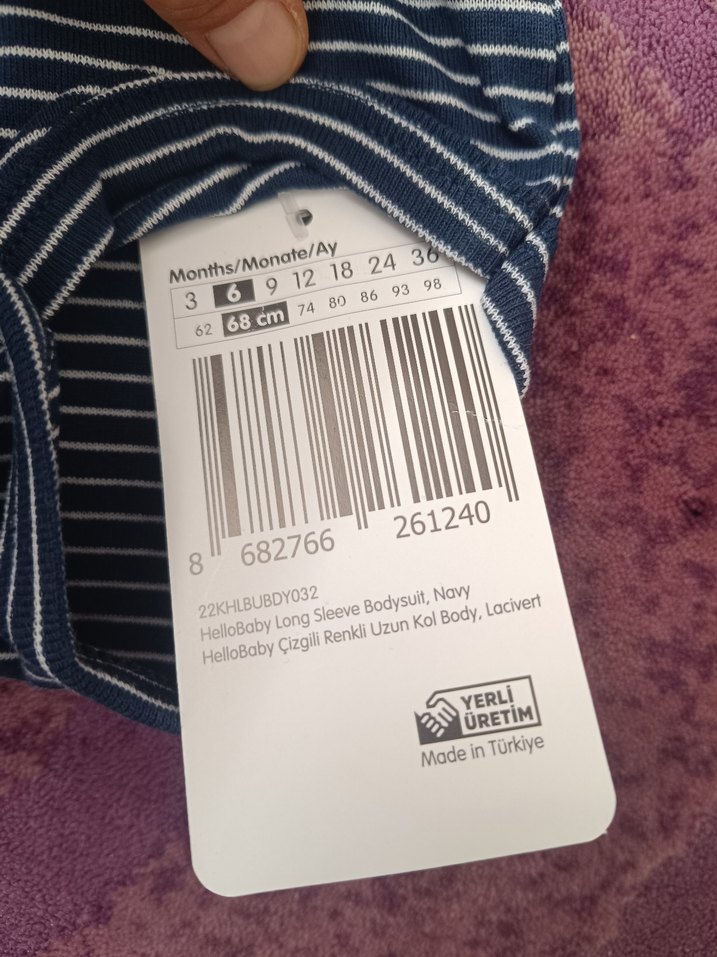 Months/Monate/Ay
3 6 9 12 18 24 36
62 68 cm 74 80 86 93 98
8 682766 261240
22KHLBUBDY032
HelloBaby Long Sleeve Bodysuit, Navy
HelloBaby Çizgili Renkli Uzun Kol Body, Lacivert
YERLİ
ÜRETİM
Made in Türkiye